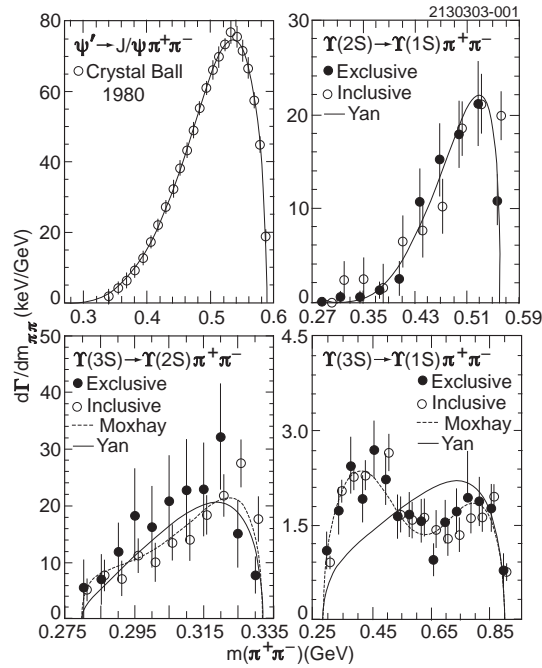 2130303-001
ψ′→J/ψ π⁺π⁻
Crystal Ball
1980
80
60
40
20
0
0.3
0.4
0.5
0.6
ϒ(2S)→ϒ(1S)π⁺π⁻
Exclusive
Inclusive
Yan
30
20
10
0
0.27
0.35
0.43
0.51
0.59
dΓ/dmππ (keV/GeV)
ϒ(3S)→ϒ(2S)π⁺π⁻
Exclusive
Inclusive
Moxhay
Yan
50
40
30
20
10
0
0.275
0.295
0.315
0.335
ϒ(3S)→ϒ(1S)π⁺π⁻
Exclusive
Inclusive
Moxhay
Yan
4.5
3.0
1.5
0
0.25
0.45
0.65
0.85
m(π⁺π⁻)(GeV)